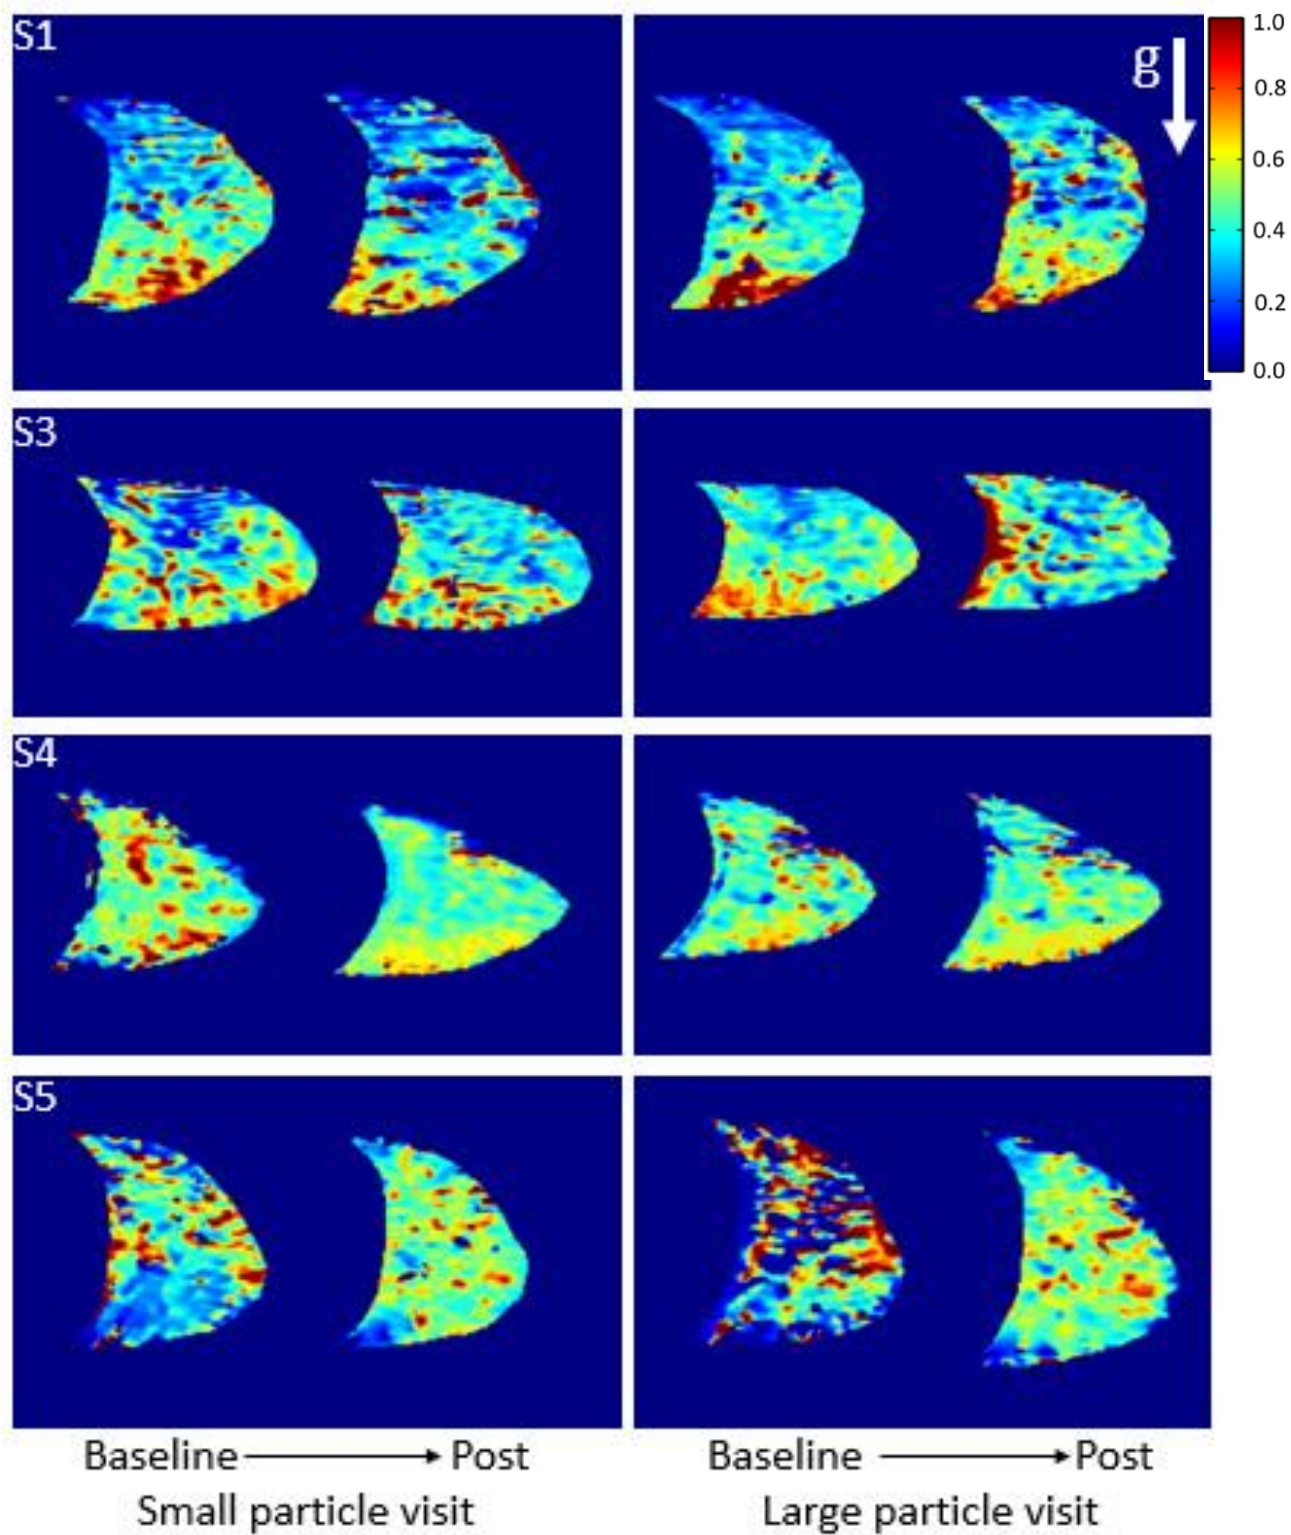 S1
g
1.0
0.8
0.6
0.4
0.2
0.0
S3
S4
S5
Baseline Post
Baseline Post
Small particle visit
Large particle visit